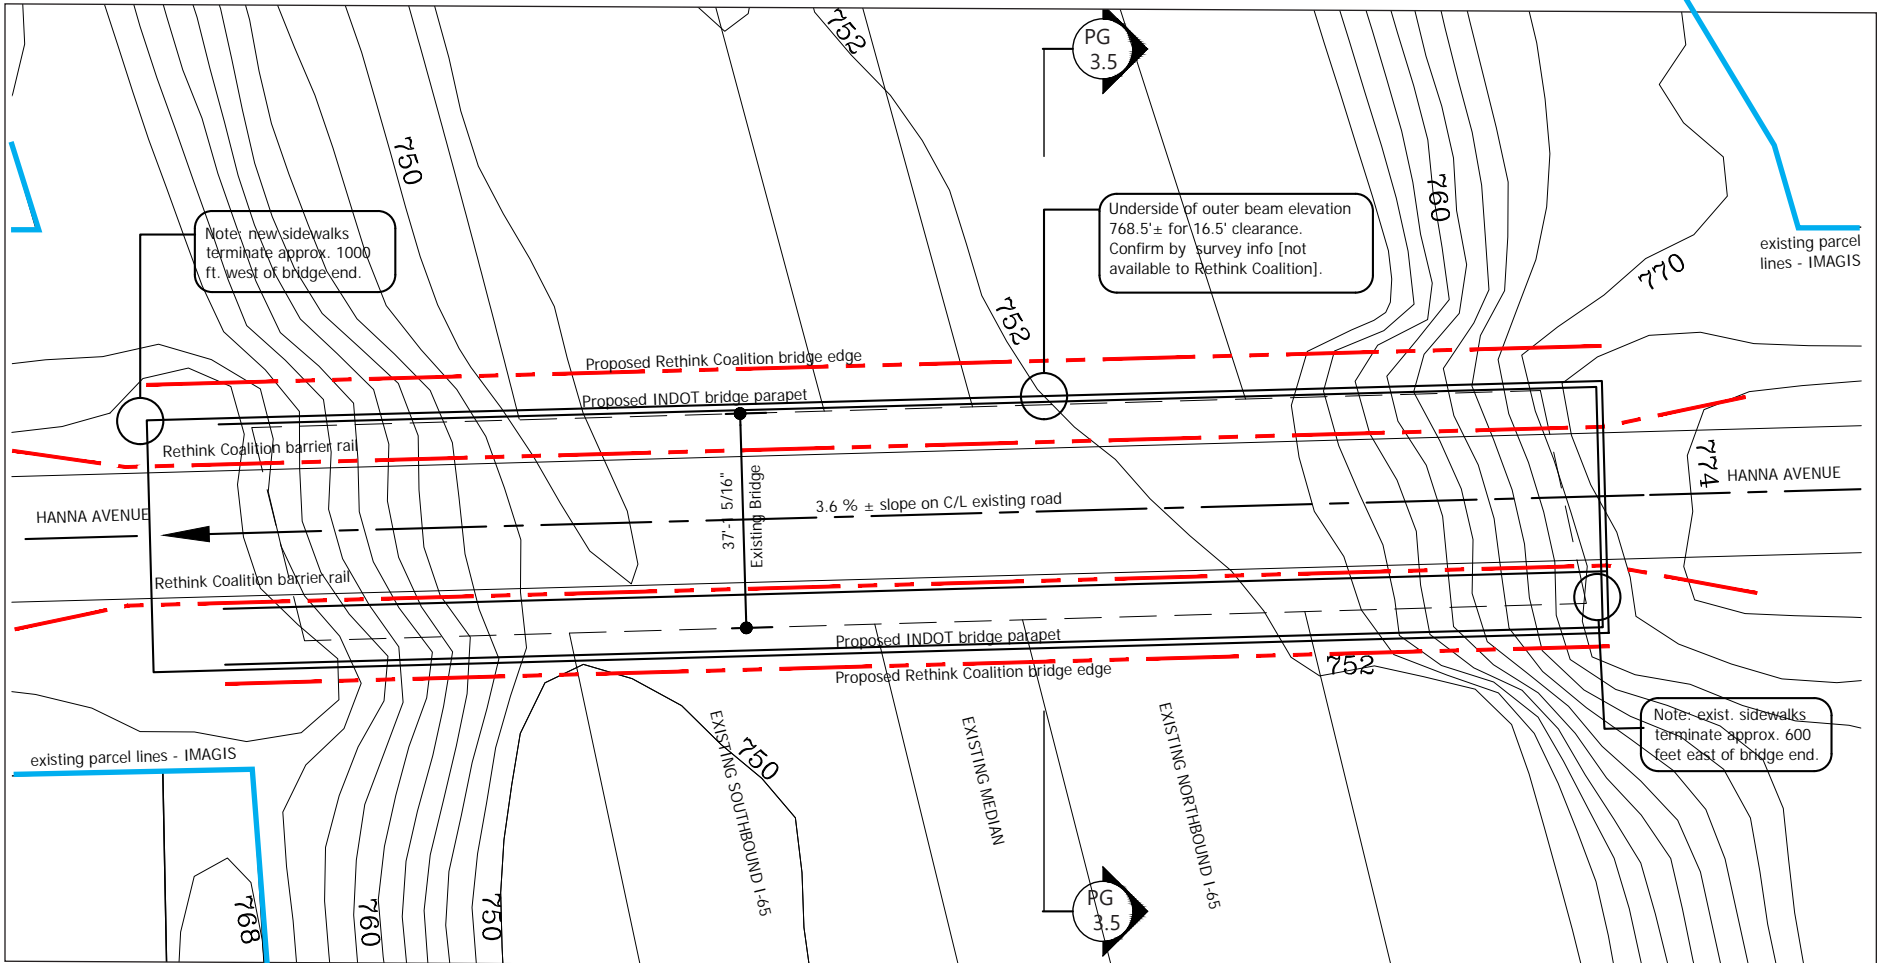 752
PG
3.5
750
760
Note: new sidewalks
terminate approx. 1000
ft. west of bridge end.
Underside of outer beam elevation
768.5'± for 16.5' clearance.
Confirm by survey info [not
available to Rethink Coalition].
existing parcel
lines - IMAGIS
770
752
Proposed Rethink Coalition bridge edge
Proposed INDOT bridge parapet
Rethink Coalition barrier rail
774
HANNA AVENUE
HANNA AVENUE
37'-1 5/16"
Existing Bridge
3.6 % ± slope on C/L existing road
Rethink Coalition barrier rail
Proposed INDOT bridge parapet
Proposed Rethink Coalition bridge edge
752
EXISTING SOUTHBOUND I-65
750
EXISTING MEDIAN
EXISTING NORTHBOUND I-65
Note: exist. sidewalks
terminate approx. 600
feet east of bridge end.
existing parcel lines - IMAGIS
768
760
750
PG
3.5